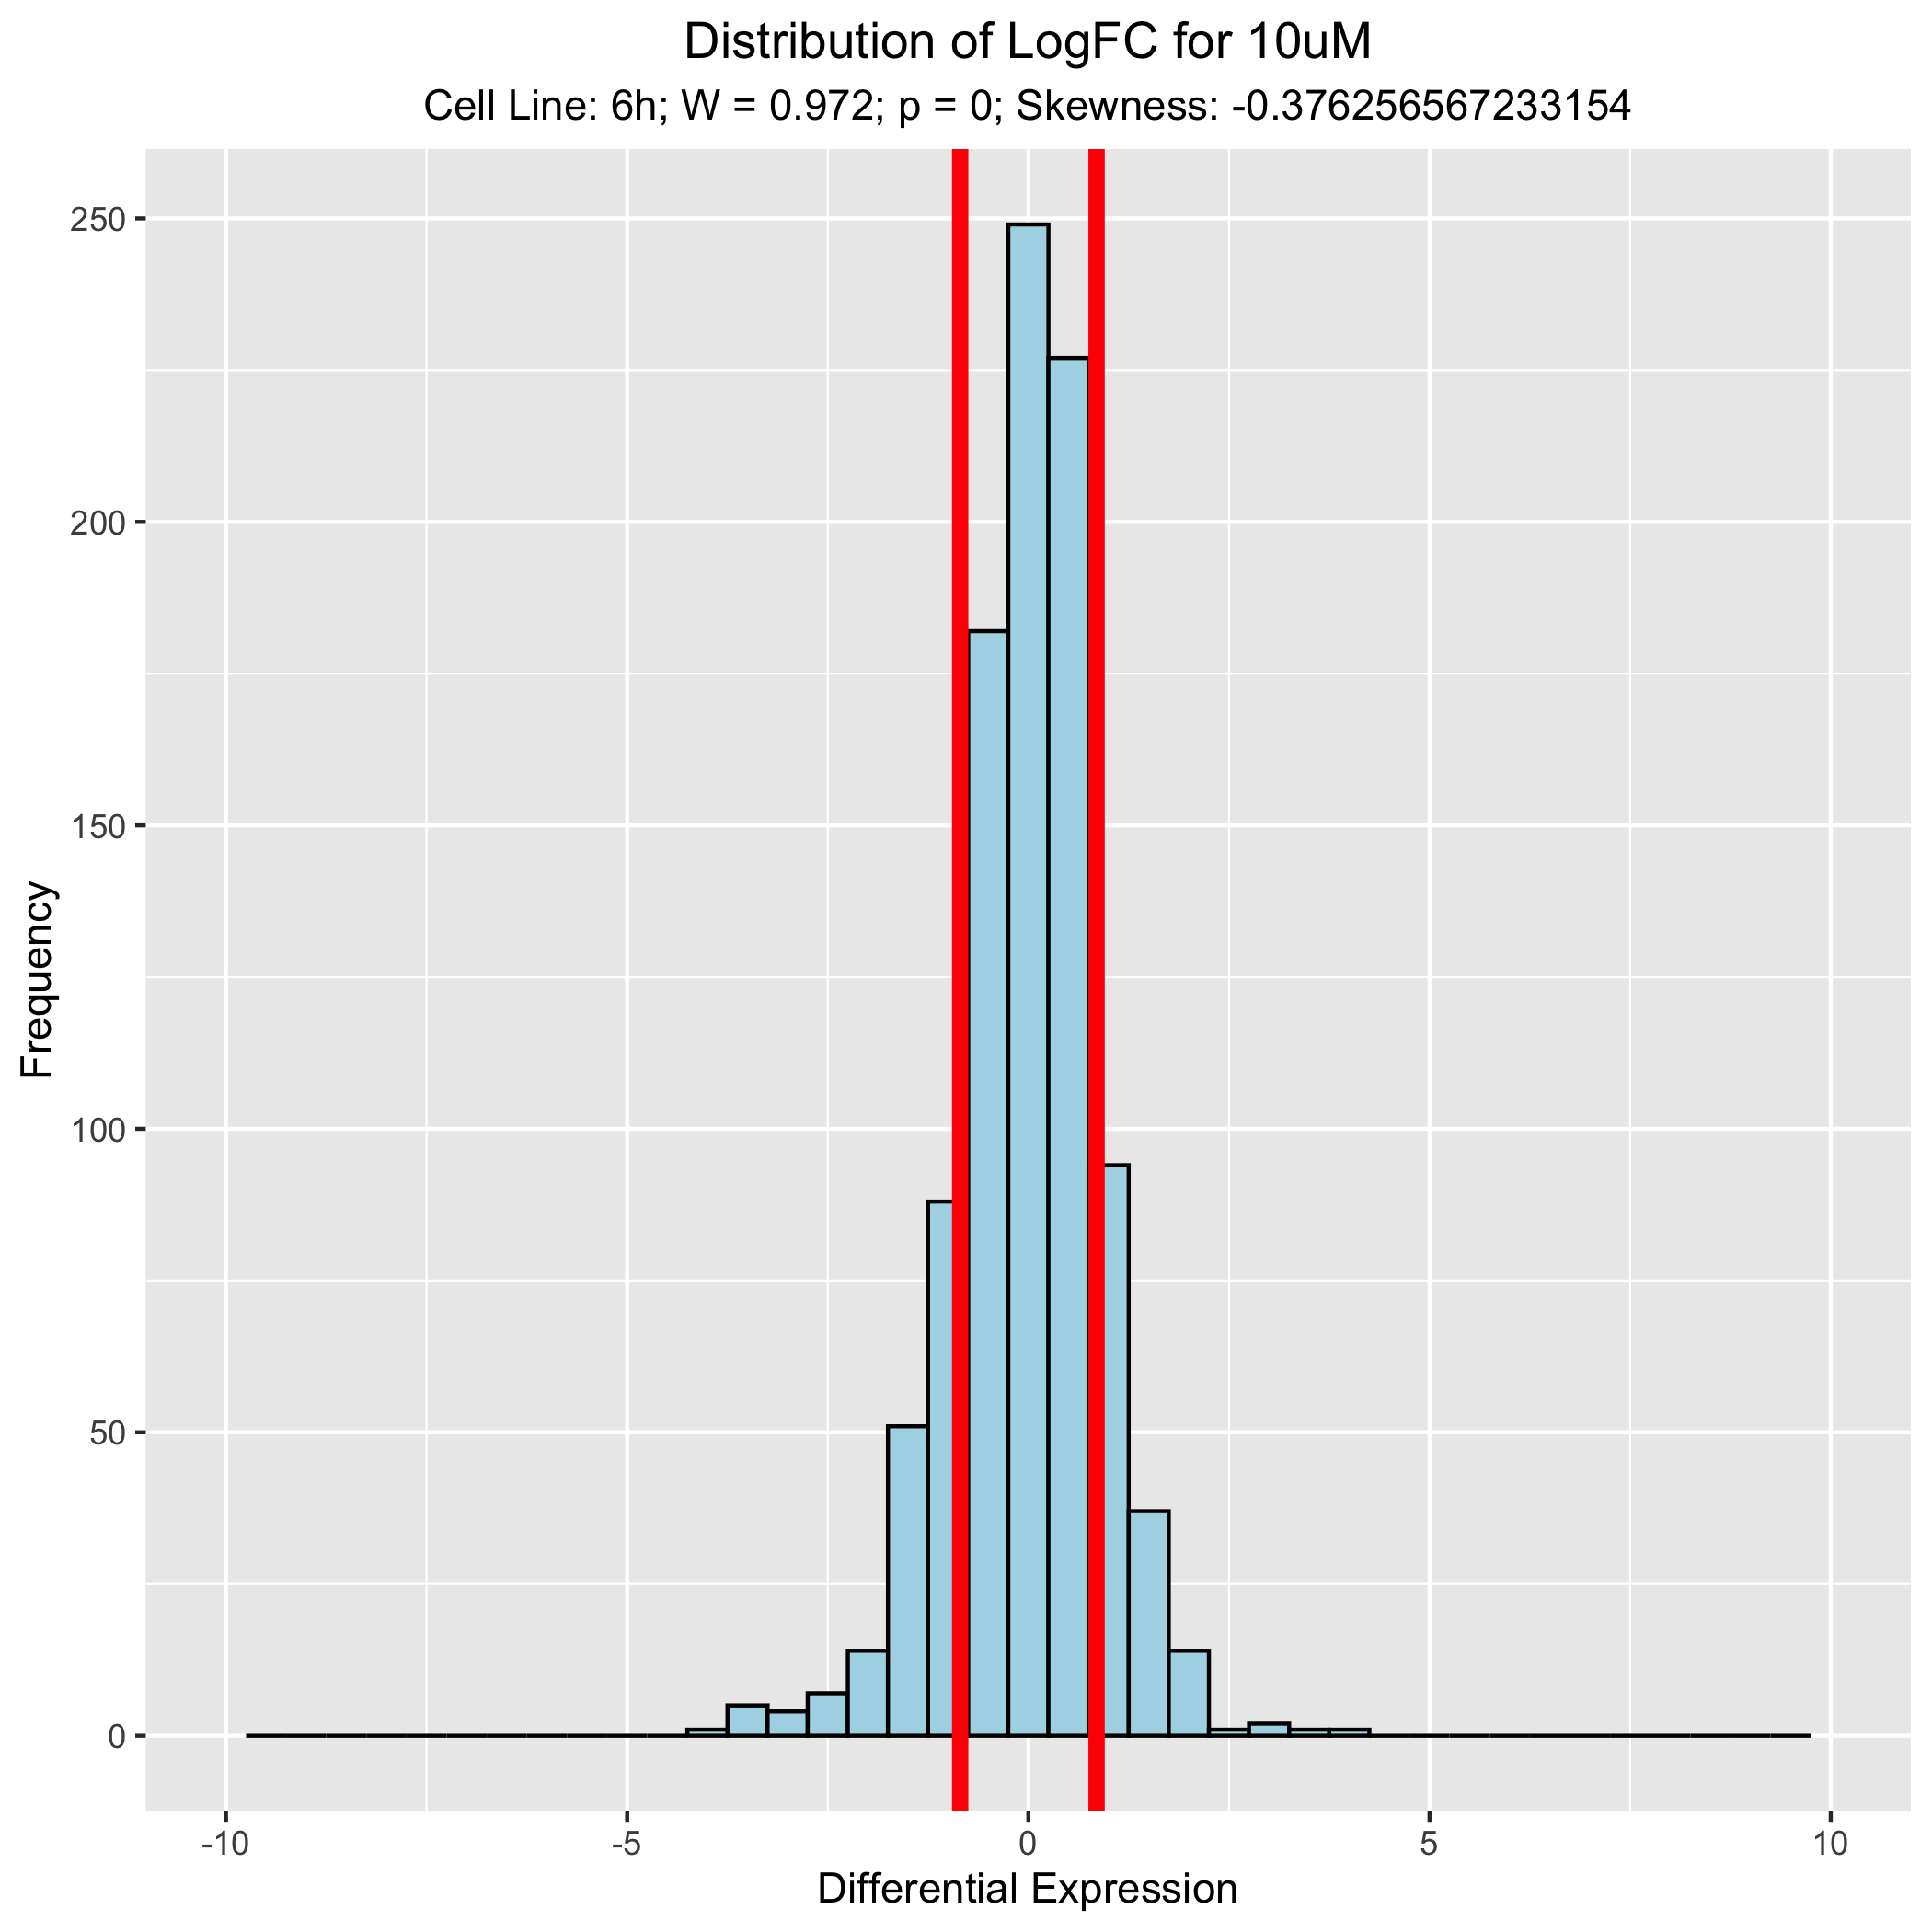 Distribution of LogFC for 10uM
Cell Line: 6h; W = 0.972; p = 0; Skewness: -0.376256567233154
Frequency
250
200
150
100
50
0
-10
-5
0
5
10
Differential Expression